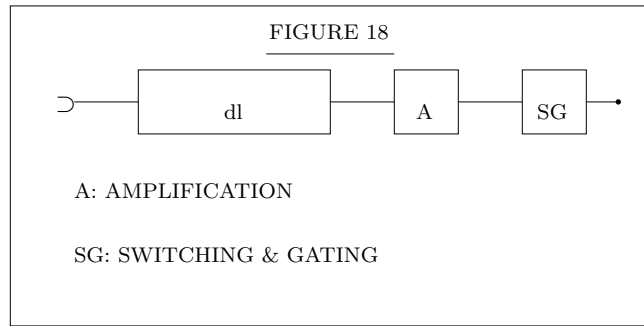 FIGURE 18
dl A SG
A: AMPLIFICATION
SG: SWITCHING & GATING